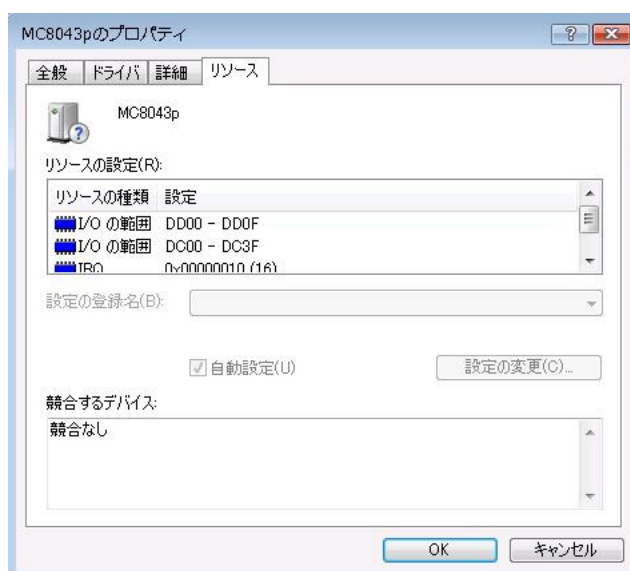 MC8043pのプロパティ
全般 ドライバ 詳細 リソース
MC8043p
リソースの設定(R):
リソースの種類 設定
I/O の範囲 DD00 - DD0F
I/O の範囲 DC00 - DC3F
IRQ 0x00000010 (16)
設定の登録名(B):
自動設定(U) 設定の変更(C)...
競合するデバイス:
競合なし
OK キャンセル